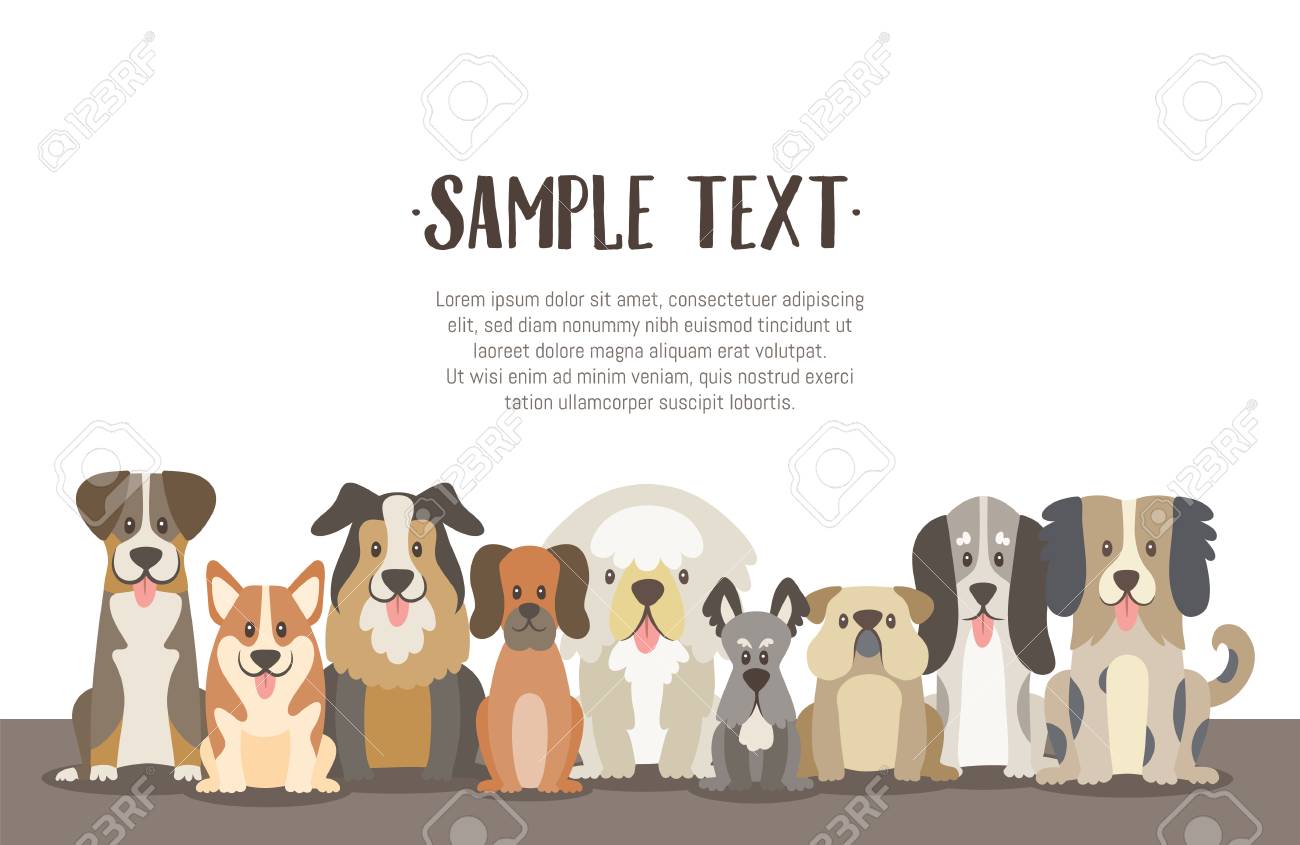 ·SAMPLE TEXT·
Lorem ipsum dolor sit amet, consectetuer adipiscing
elit, sed diam nonummy nibh euismod tincidunt ut
laoreet dolore magna aliquam erat volutpat.
Ut wisi enim ad minim veniam, quis nostrud exerci
tation ullamcorper suscipit lobortis.
123RF
123RF
123RF
123RF
123RF
123RF
123RF